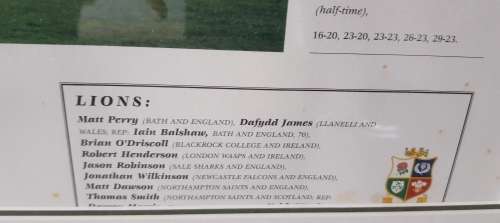 (half-time),
16-20, 23-20, 23-23, 26-23, 29-23.
LIONS:
Matt Perry (BATH AND ENGLAND), Dafydd James (LLANELLI AND
WALES; REP: Iain Balshaw, BATH AND ENGLAND, 70),
Brian O'Driscoll (BLACKROCK COLLEGE AND IRELAND),
Robert Henderson (LONDON WASPS AND IRELAND),
Jason Robinson (SALE SHARKS AND ENGLAND),
Jonathan Wilkinson (NEWCASTLE FALCONS AND ENGLAND),
Matt Dawson (NORTHAMPTON SAINTS AND ENGLAND),
Thomas Smith (NORTHAMPTON SAINTS AND SCOTLAND; REP: